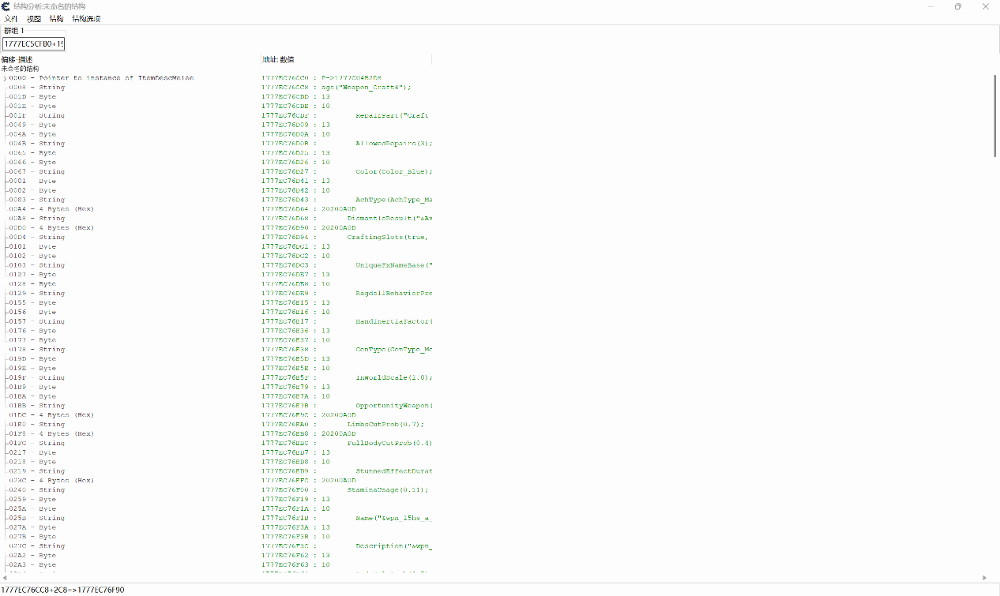 结构分析:未命名的结构
文件 视图 结构 结构选项
群组 1
1777EC5CFB0+19
偏移-描述 地址: 数值
未命名的结构
0000 - Pointer to instance of ItemDescMelee 1777EC76CC0 : P->1777C04B2D8
0008 - String 1777EC76CC8 : ags("Weapon_Craft4");
001D - Byte 1777EC76CDD : 13
001E - Byte 1777EC76CDE : 10
001F - String 1777EC76CDF : RepairPart("Craft
0049 - Byte 1777EC76D09 : 13
004A - Byte 1777EC76D0A : 10
004B - String 1777EC76D0B : AllowedRepairs(3);
0065 - Byte 1777EC76D25 : 13
0066 - Byte 1777EC76D26 : 10
0067 - String 1777EC76D27 : Color(Color_Blue);
0081 - Byte 1777EC76D41 : 13
0082 - Byte 1777EC76D42 : 10
0083 - String 1777EC76D43 : AchType(AchType_Ma
00A4 - 4 Bytes (Hex) 1777EC76D64 : 20200A0D
00A8 - String 1777EC76D68 : DismantleResult("&Ax
00D0 - 4 Bytes (Hex) 1777EC76D90 : 20200A0D
00D4 - String 1777EC76D94 : CraftingSlots(true,
0101 - Byte 1777EC76DC1 : 13
0102 - Byte 1777EC76DC2 : 10
0103 - String 1777EC76DC3 : UniqueFxNameBase("
0127 - Byte 1777EC76DE7 : 13
0128 - Byte 1777EC76DE8 : 10
0129 - String 1777EC76DE9 : RagdollBehaviorPre
0155 - Byte 1777EC76E15 : 13
0156 - Byte 1777EC76E16 : 10
0157 - String 1777EC76E17 : HandInertiaFactor(
0176 - Byte 1777EC76E36 : 13
0177 - Byte 1777EC76E37 : 10
0178 - String 1777EC76E38 : GenType(GenType_Me
019D - Byte 1777EC76E5D : 13
019E - Byte 1777EC76E5E : 10
019F - String 1777EC76E5F : InWorldScale(1.0);
01B9 - Byte 1777EC76E79 : 13
01BA - Byte 1777EC76E7A : 10
01BB - String 1777EC76E7B : OpportunityWeapon(
01DC - 4 Bytes (Hex) 1777EC76E9C : 20200A0D
01E0 - String 1777EC76EA0 : LimbsCutProb(0.7);
01F8 - 4 Bytes (Hex) 1777EC76EB8 : 20200A0D
01FC - String 1777EC76EBC : FullBodyCutProb(0.4)
0217 - Byte 1777EC76ED7 : 13
0218 - Byte 1777EC76ED8 : 10
0219 - String 1777EC76ED9 : StunnedEffectDurat
023C - 4 Bytes (Hex) 1777EC76EFC : 20200A0D
0240 - String 1777EC76F00 : StaminaUsage(0.11);
0259 - Byte 1777EC76F19 : 13
025A - Byte 1777EC76F1A : 10
025B - String 1777EC76F1B : Name("&wpn_15hs_a_
027A - Byte 1777EC76F3A : 13
027B - Byte 1777EC76F3B : 10
027C - String 1777EC76F3C : Description("&wpn_
02A2 - Byte 1777EC76F62 : 13
02A3 - Byte 1777EC76F63 : 10
1777EC76CC8+2C8=>1777EC76F90